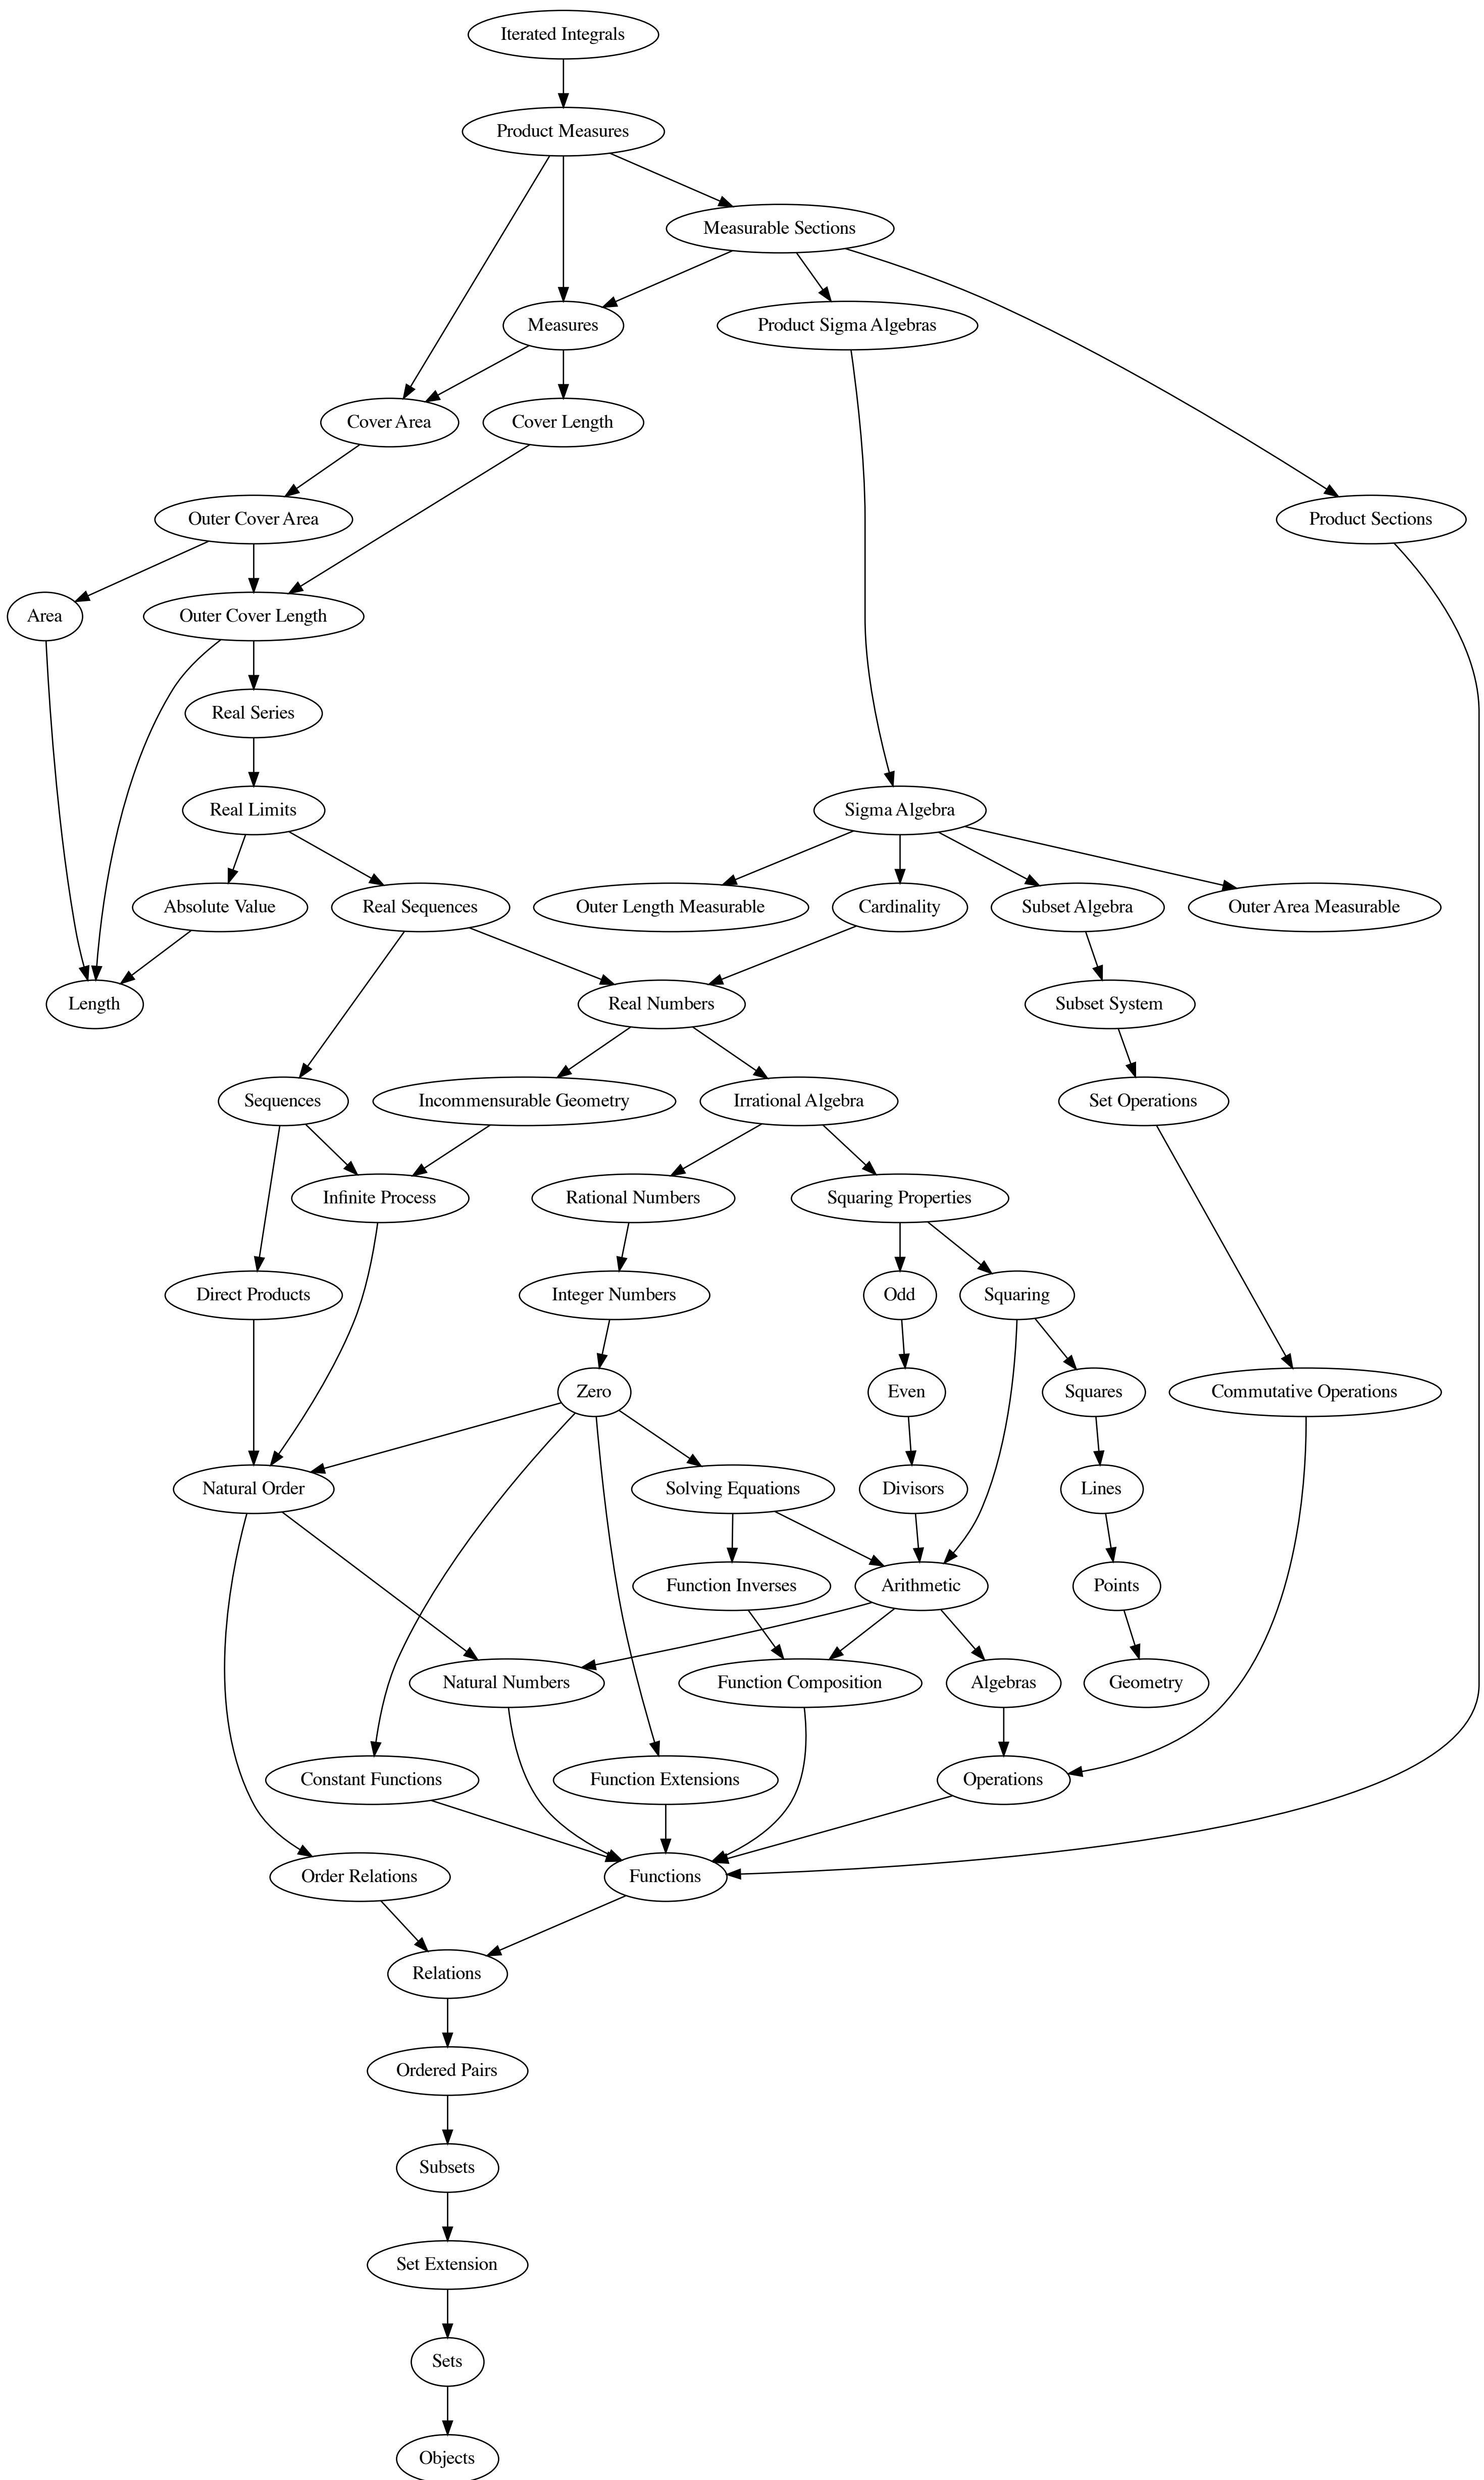 Iterated Integrals
Product Measures
Measurable Sections
Measures
Product Sigma Algebras
Cover Area
Cover Length
Outer Cover Area
Product Sections
Area
Outer Cover Length
Real Series
Real Limits
Sigma Algebra
Absolute Value
Real Sequences
Outer Length Measurable
Cardinality
Subset Algebra
Outer Area Measurable
Length
Real Numbers
Subset System
Sequences
Incommensurable Geometry
Irrational Algebra
Set Operations
Infinite Process
Rational Numbers
Squaring Properties
Direct Products
Integer Numbers
Odd
Squaring
Zero
Even
Squares
Commutative Operations
Natural Order
Solving Equations
Divisors
Lines
Function Inverses
Arithmetic
Points
Natural Numbers
Function Composition
Algebras
Geometry
Constant Functions
Function Extensions
Operations
Order Relations
Functions
Relations
Ordered Pairs
Subsets
Set Extension
Sets
Objects